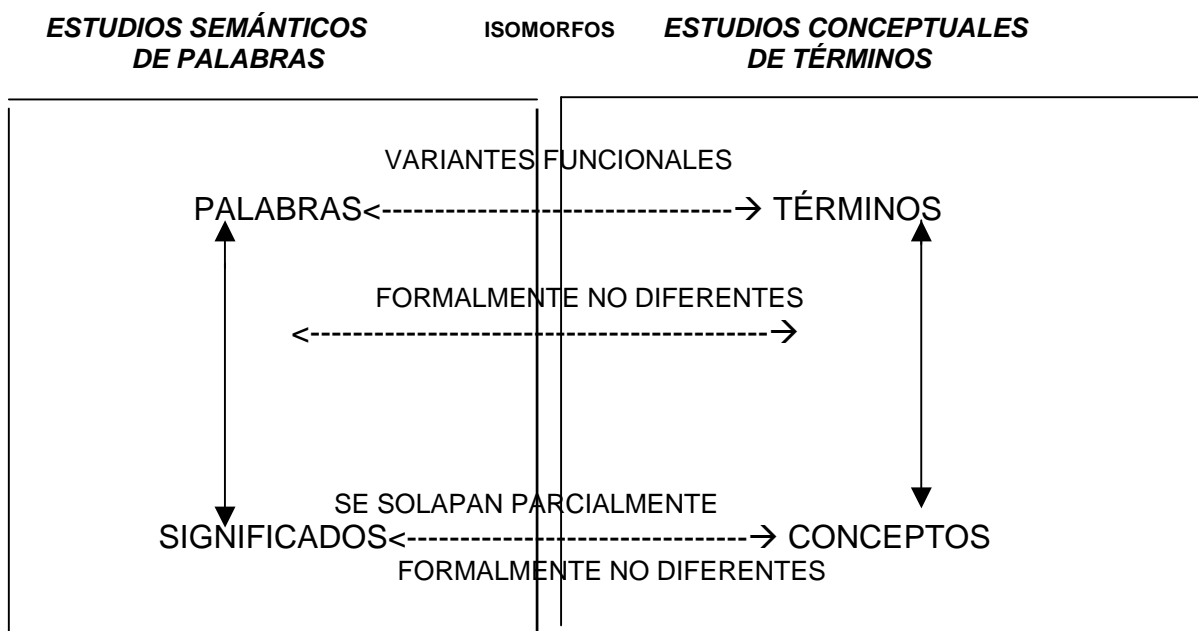 ESTUDIOS SEMÁNTICOS ISOMORFOS ESTUDIOS CONCEPTUALES
DE PALABRAS DE TÉRMINOS
VARIANTES FUNCIONALES
PALABRAS<---------------------------------→ TÉRMINOS
FORMALMENTE NO DIFERENTES
<-------------------------------------------→
SE SOLAPAN PARCIALMENTE
SIGNIFICADOS<--------------------------------→ CONCEPTOS
FORMALMENTE NO DIFERENTES